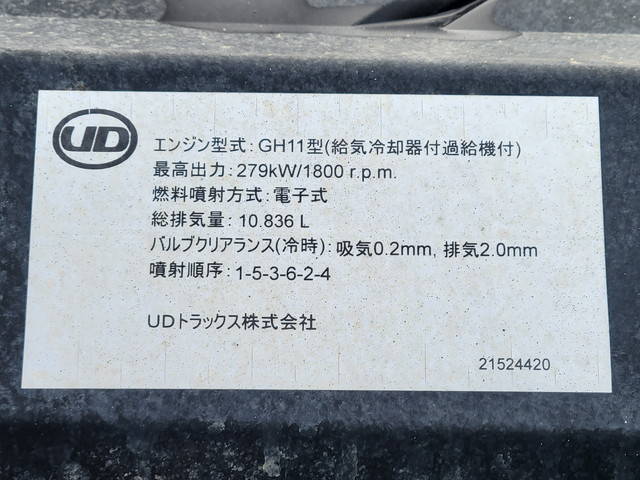 UD
エンジン型式：GH11型(給気冷却器付過給機付)
最高出力：279kW/1800 r.p.m.
燃料噴射方式：電子式
総排気量：10.836 L
バルブクリアランス(冷時)：吸気0.2mm, 排気2.0mm
噴射順序：1-5-3-6-2-4
UDトラックス株式会社
21524420